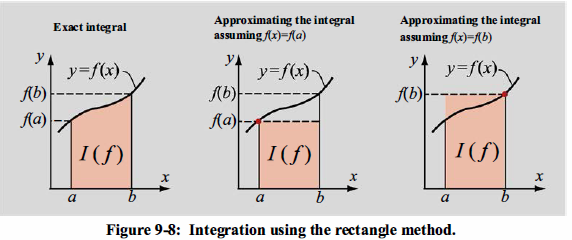 Exact integral
y
y=f(x)
f(b)
f(a)
I(f)
x
a
b
Approximating the integral
assuming f(x)=f(a)
y
y=f(x)
f(b)
f(a)
I(f)
x
a
b
Approximating the integral
assuming f(x)=f(b)
y
y=f(x)
f(b)
I(f)
x
a
b
Figure 9-8: Integration using the rectangle method.